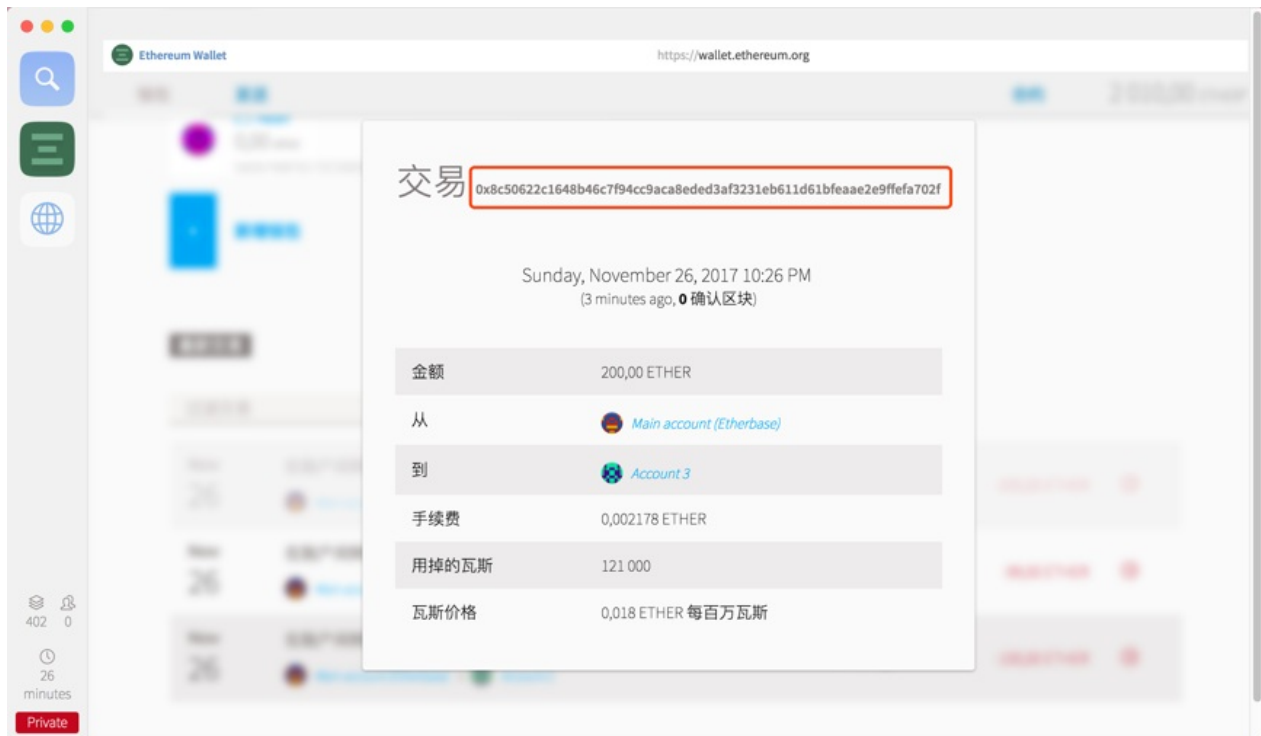 Ethereum Wallet
https://wallet.ethereum.org
交易 0x8c50622c1648b46c7f94cc9aca8eded3af3231eb611d61bfeaae2e9ffefa702f
Sunday, November 26, 2017 10:26 PM
(3 minutes ago, 0 确认区块)
金额 200,00 ETHER
从 Main account (Etherbase)
到 Account 3
手续费 0,002178 ETHER
用掉的瓦斯 121 000
瓦斯价格 0,018 ETHER 每百万瓦斯
402 0
26
minutes
Private